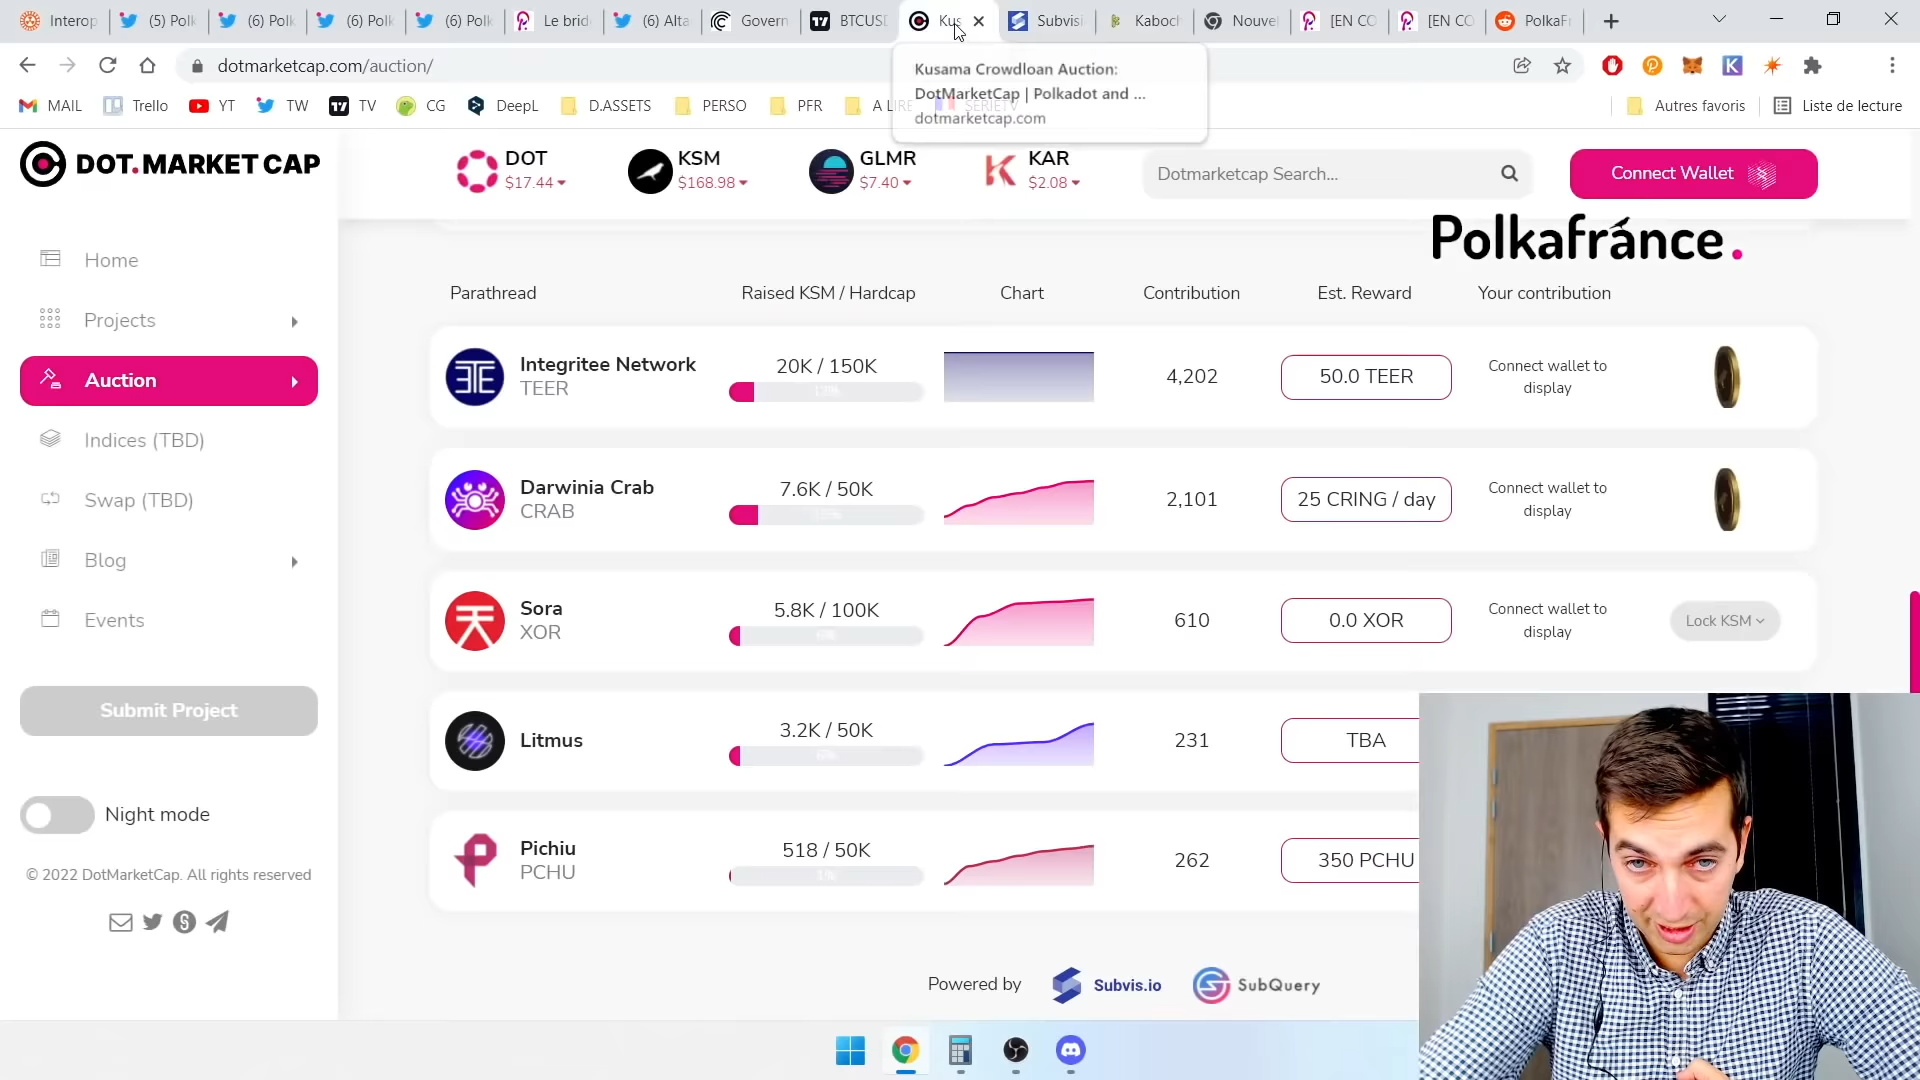 Interop
(5) Polk
(6) Polk
(6) Polk
(6) Polk
Le brid
(6) Alta
Govern
BTCUSD
Kus
Subvisi
Kaboch
Nouvel
[EN CO
[EN CO
PolkaFr
dotmarketcap.com/auction/
Kusama Crowdloan Auction:
DotMarketCap | Polkadot and ...
dotmarketcap.com
MAIL
Trello
YT
TW
TV
CG
DeepL
D.ASSETS
PERSO
PFR
A LIRE
Autres favoris
Liste de lecture
DOT.MARKET CAP
DOT
$17.44
KSM
$168.98
GLMR
$7.40
KAR
$2.08
Dotmarketcap Search...
Connect Wallet
Polkafránce.
Home
Projects
Auction
Indices (TBD)
Swap (TBD)
Blog
Events
Submit Project
Night mode
© 2022 DotMarketCap. All rights reserved
Parathread Raised KSM / Hardcap Chart Contribution Est. Reward Your contribution
Integritee Network
TEER
20K / 150K
13%
4,202
50.0 TEER
Connect wallet to
display
Darwinia Crab
CRAB
7.6K / 50K
2,101
25 CRING / day
Connect wallet to
display
Sora
XOR
5.8K / 100K
610
0.0 XOR
Connect wallet to
display
Lock KSM
Litmus
3.2K / 50K
231
TBA
Pichiu
PCHU
518 / 50K
1%
262
350 PCHU
Powered by
Subvis.io
SubQuery